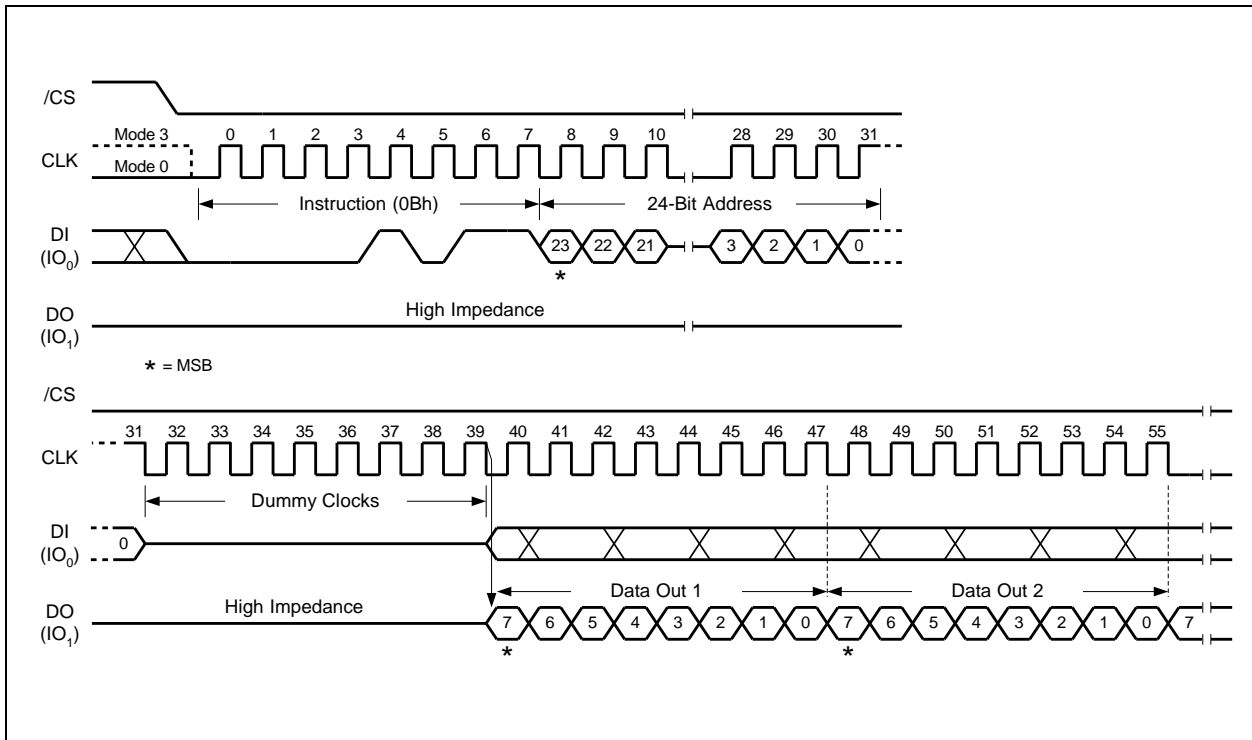 /CS
Mode 3 0 1 2 3 4 5 6 7 8 9 10 28 29 30 31
CLK
Mode 0
Instruction (0Bh) 24-Bit Address
DI
(IO0)
23 22 21 3 2 1 0
*
High Impedance
DO
(IO1)
* = MSB
/CS
31 32 33 34 35 36 37 38 39 40 41 42 43 44 45 46 47 48 49 50 51 52 53 54 55
CLK
Dummy Clocks
DI
(IO0)
0
Data Out 1 Data Out 2
High Impedance
DO
(IO1)
7 6 5 4 3 2 1 0 7 6 5 4 3 2 1 0 7
* *